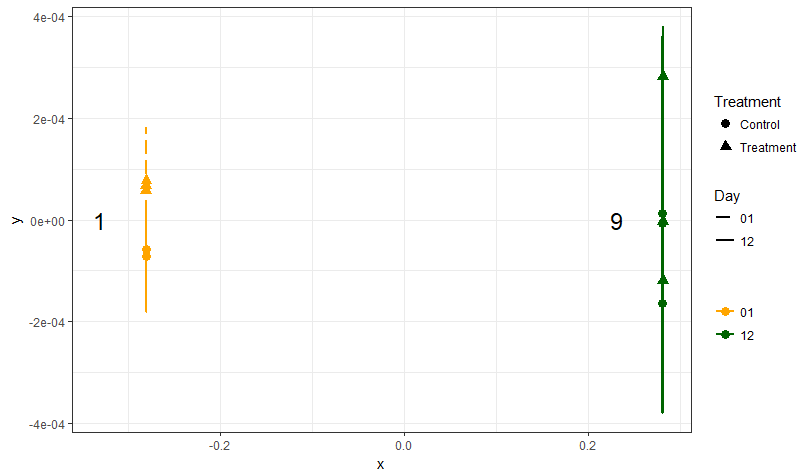 4e-04
2e-04
0e+00
-2e-04
-4e-04
y
1
9
-0.2
0.0
0.2
x
Treatment
Control
Treatment
Day
01
12
01
12